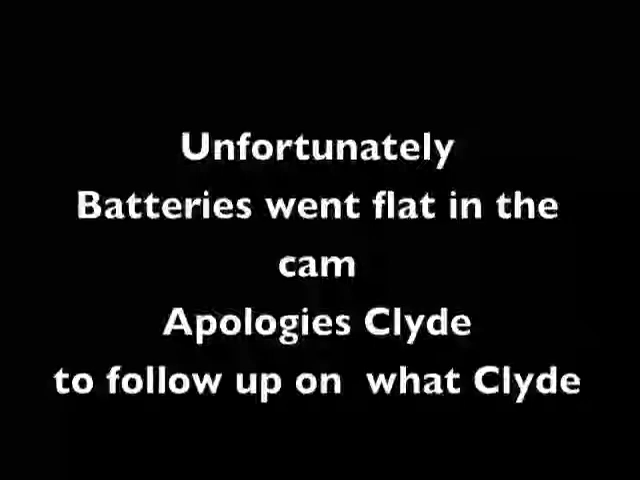 Unfortunately
Batteries went flat in the
cam
Apologies Clyde
to follow up on  what Clyde